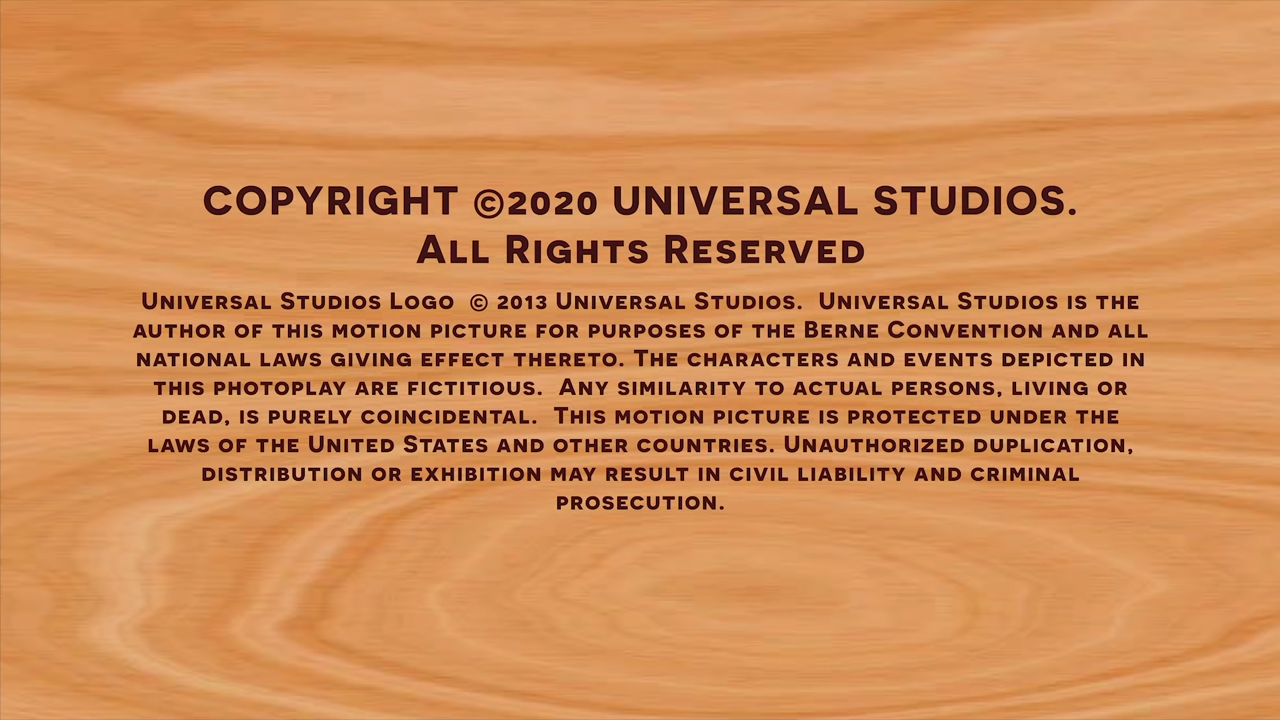 COPYRIGHT ©2020 UNIVERSAL STUDIOS.
ALL RIGHTS RESERVED
UNIVERSAL STUDIOS LOGO © 2013 UNIVERSAL STUDIOS. UNIVERSAL STUDIOS IS THE
AUTHOR OF THIS MOTION PICTURE FOR PURPOSES OF THE BERNE CONVENTION AND ALL
NATIONAL LAWS GIVING EFFECT THERETO. THE CHARACTERS AND EVENTS DEPICTED IN
THIS PHOTOPLAY ARE FICTITIOUS. ANY SIMILARITY TO ACTUAL PERSONS, LIVING OR
DEAD, IS PURELY COINCIDENTAL. THIS MOTION PICTURE IS PROTECTED UNDER THE
LAWS OF THE UNITED STATES AND OTHER COUNTRIES. UNAUTHORIZED DUPLICATION,
DISTRIBUTION OR EXHIBITION MAY RESULT IN CIVIL LIABILITY AND CRIMINAL
PROSECUTION.